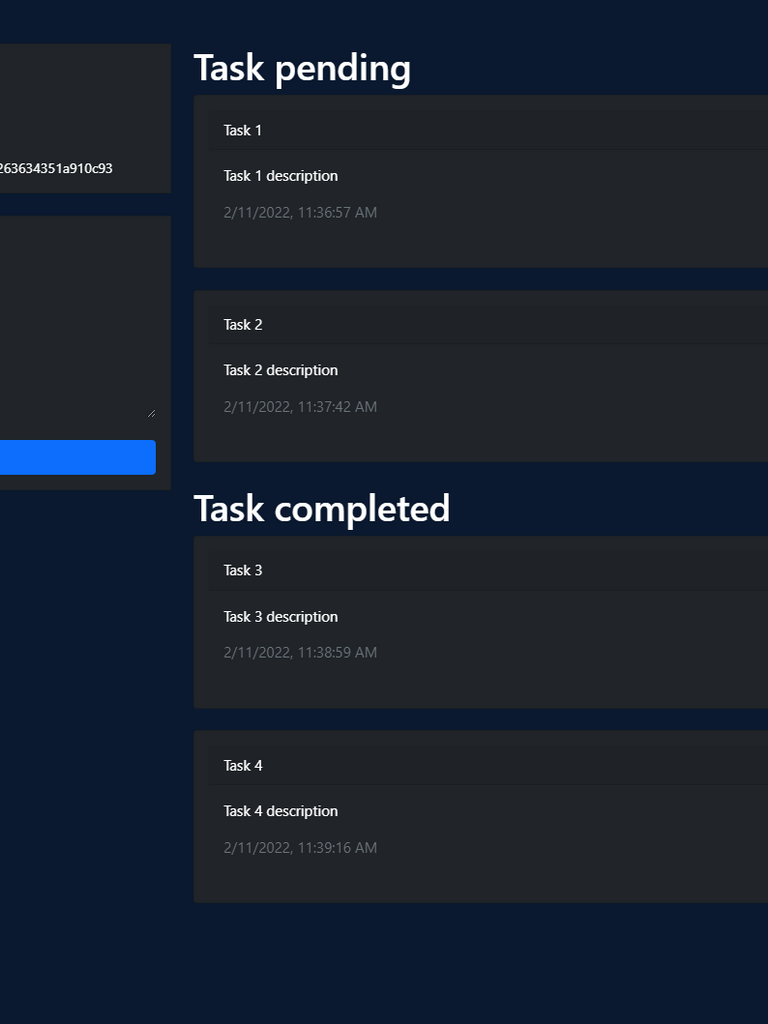 263634351a910c93
Task pending
Task 1
Task 1 description
2/11/2022, 11:36:57 AM
Task 2
Task 2 description
2/11/2022, 11:37:42 AM
Task completed
Task 3
Task 3 description
2/11/2022, 11:38:59 AM
Task 4
Task 4 description
2/11/2022, 11:39:16 AM